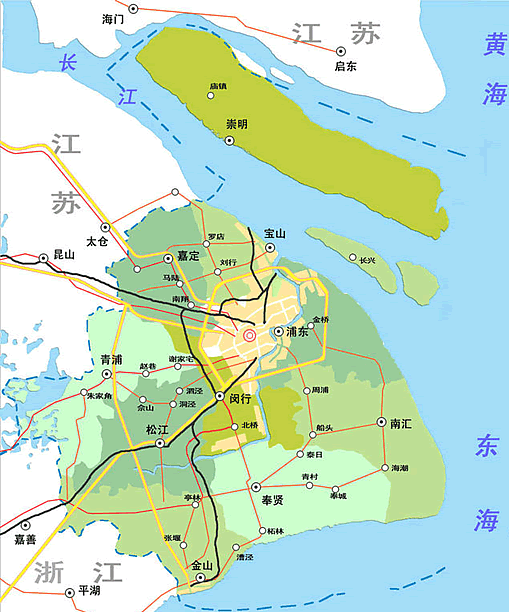 海门
江 苏
启东
黄海
长江
庙镇
崇明
江苏
太仓
罗店
宝山
昆山
嘉定
刘行
长兴
马陆
南翔
金桥
浦东
青浦
赵巷
谢家宅
朱家角
泗泾
佘山
洞泾
闵行
周浦
松江
北桥
船头
南汇
东海
泰日
海潮
青村
奉城
奉贤
亭林
柘林
嘉善
张堰
漕泾
金山
浙 江
平湖